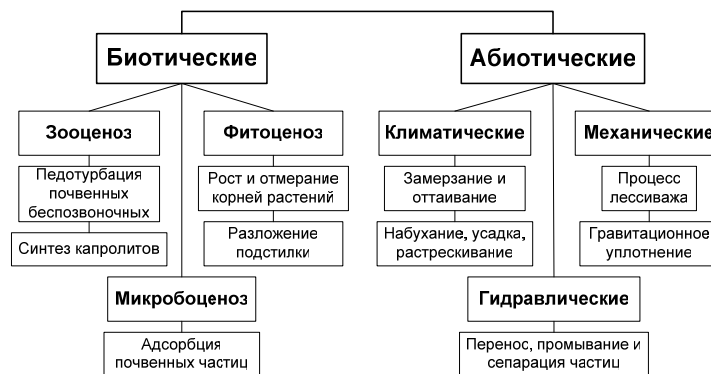 Биотические
Абиотические
Зооценоз
Фитоценоз
Климатические
Механические
Педотурбация
почвенных
беспозвоночных
Рост и отмерание
корней растений
Замерзание и
оттаивание
Процесс
лессиважа
Синтез капролитов
Разложение
подстилки
Набухание, усадка,
растрескивание
Гравитационное
уплотнение
Микробоценоз
Гидравлические
Адсорбция
почвенных частиц
Перенос, промывание и
сепарация частиц